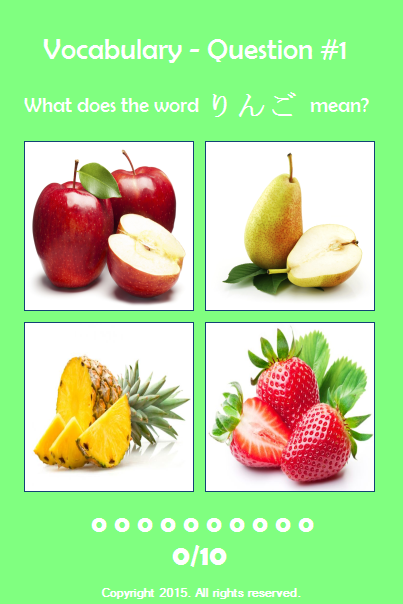 Vocabulary - Question #1
What does the word りんご mean?
o o o o o o o o o o
0/10
Copyright 2015. All rights reserved.